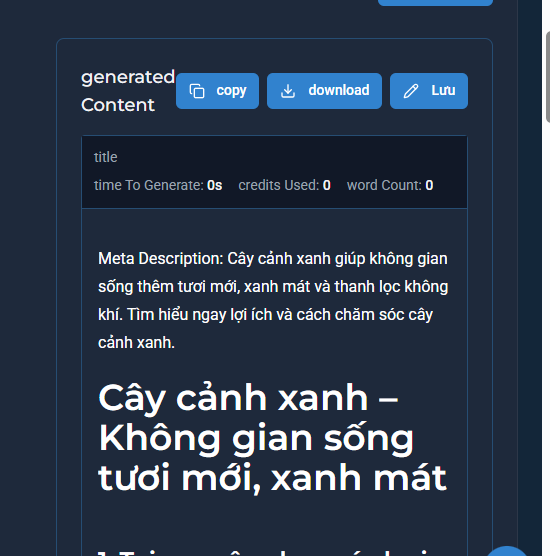 generated
Content
copy
download
Lưu
title
time To Generate: 0s credits Used: 0 word Count: 0
Meta Description: Cây cảnh xanh giúp không gian
sống thêm tươi mới, xanh mát và thanh lọc không
khí. Tìm hiểu ngay lợi ích và cách chăm sóc cây
cảnh xanh.
Cây cảnh xanh –
Không gian sống
tươi mới, xanh mát